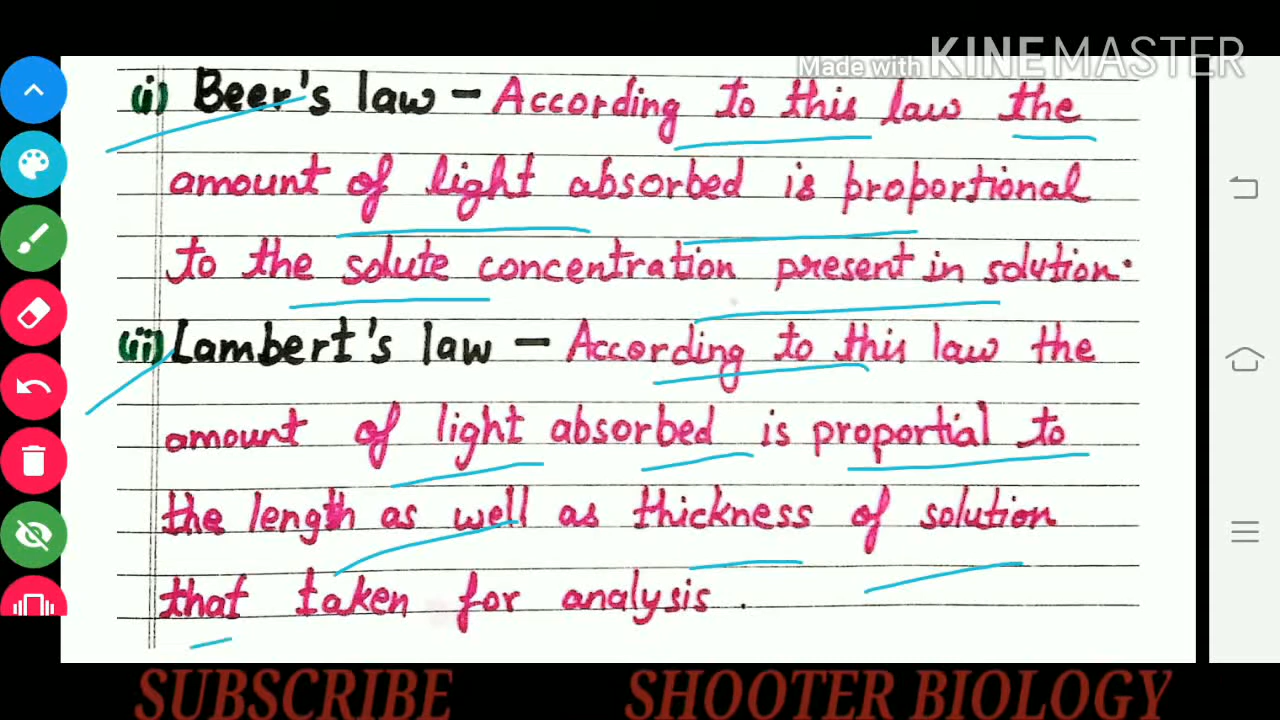 Made with KINEMASTER
(i) Beer's law - According to this law the
amount of light absorbed is proportional
to the solute concentration present in solution.
(ii) Lambert's law - According to this law the
amount of light absorbed is proportial to
the length as well as thickness of solution
that taken for analysis .
SUBSCRIBE SHOOTER BIOLOGY